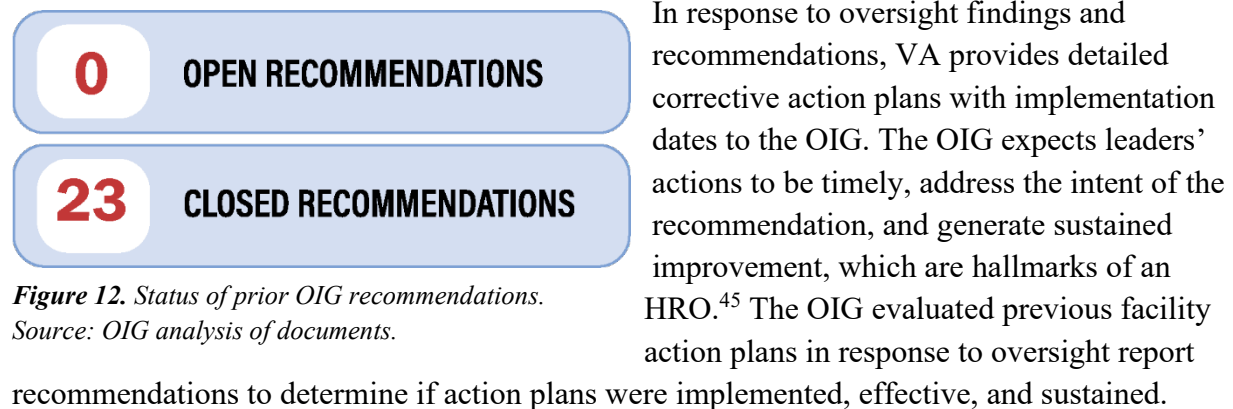 0 OPEN RECOMMENDATIONS
23 CLOSED RECOMMENDATIONS
Figure 12. Status of prior OIG recommendations.
Source: OIG analysis of documents.
In response to oversight findings and
recommendations, VA provides detailed
corrective action plans with implementation
dates to the OIG. The OIG expects leaders’
actions to be timely, address the intent of the
recommendation, and generate sustained
improvement, which are hallmarks of an
HRO.45 The OIG evaluated previous facility
action plans in response to oversight report
recommendations to determine if action plans were implemented, effective, and sustained.